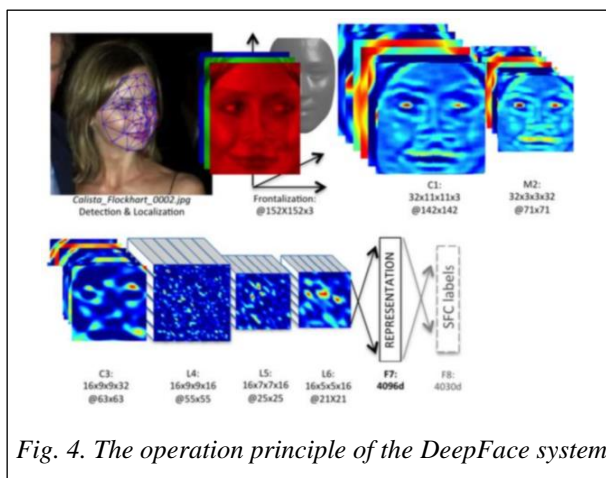 Calista_Flockhart_0002.jpg
Detection & Localization
Frontalization:
@152X152x3
C1:
32x11x11x3
@142x142
M2:
32x3x3x32
@71x71
REPRESENTATION
SFC labels
C3:
16x9x9x32
@63x63
L4:
16x9x9x16
@55x55
L5:
16x7x7x16
@25x25
L6:
16x5x5x16
@21X21
F7:
4096d
F8:
4030d
Fig. 4. The operation principle of the DeepFace system